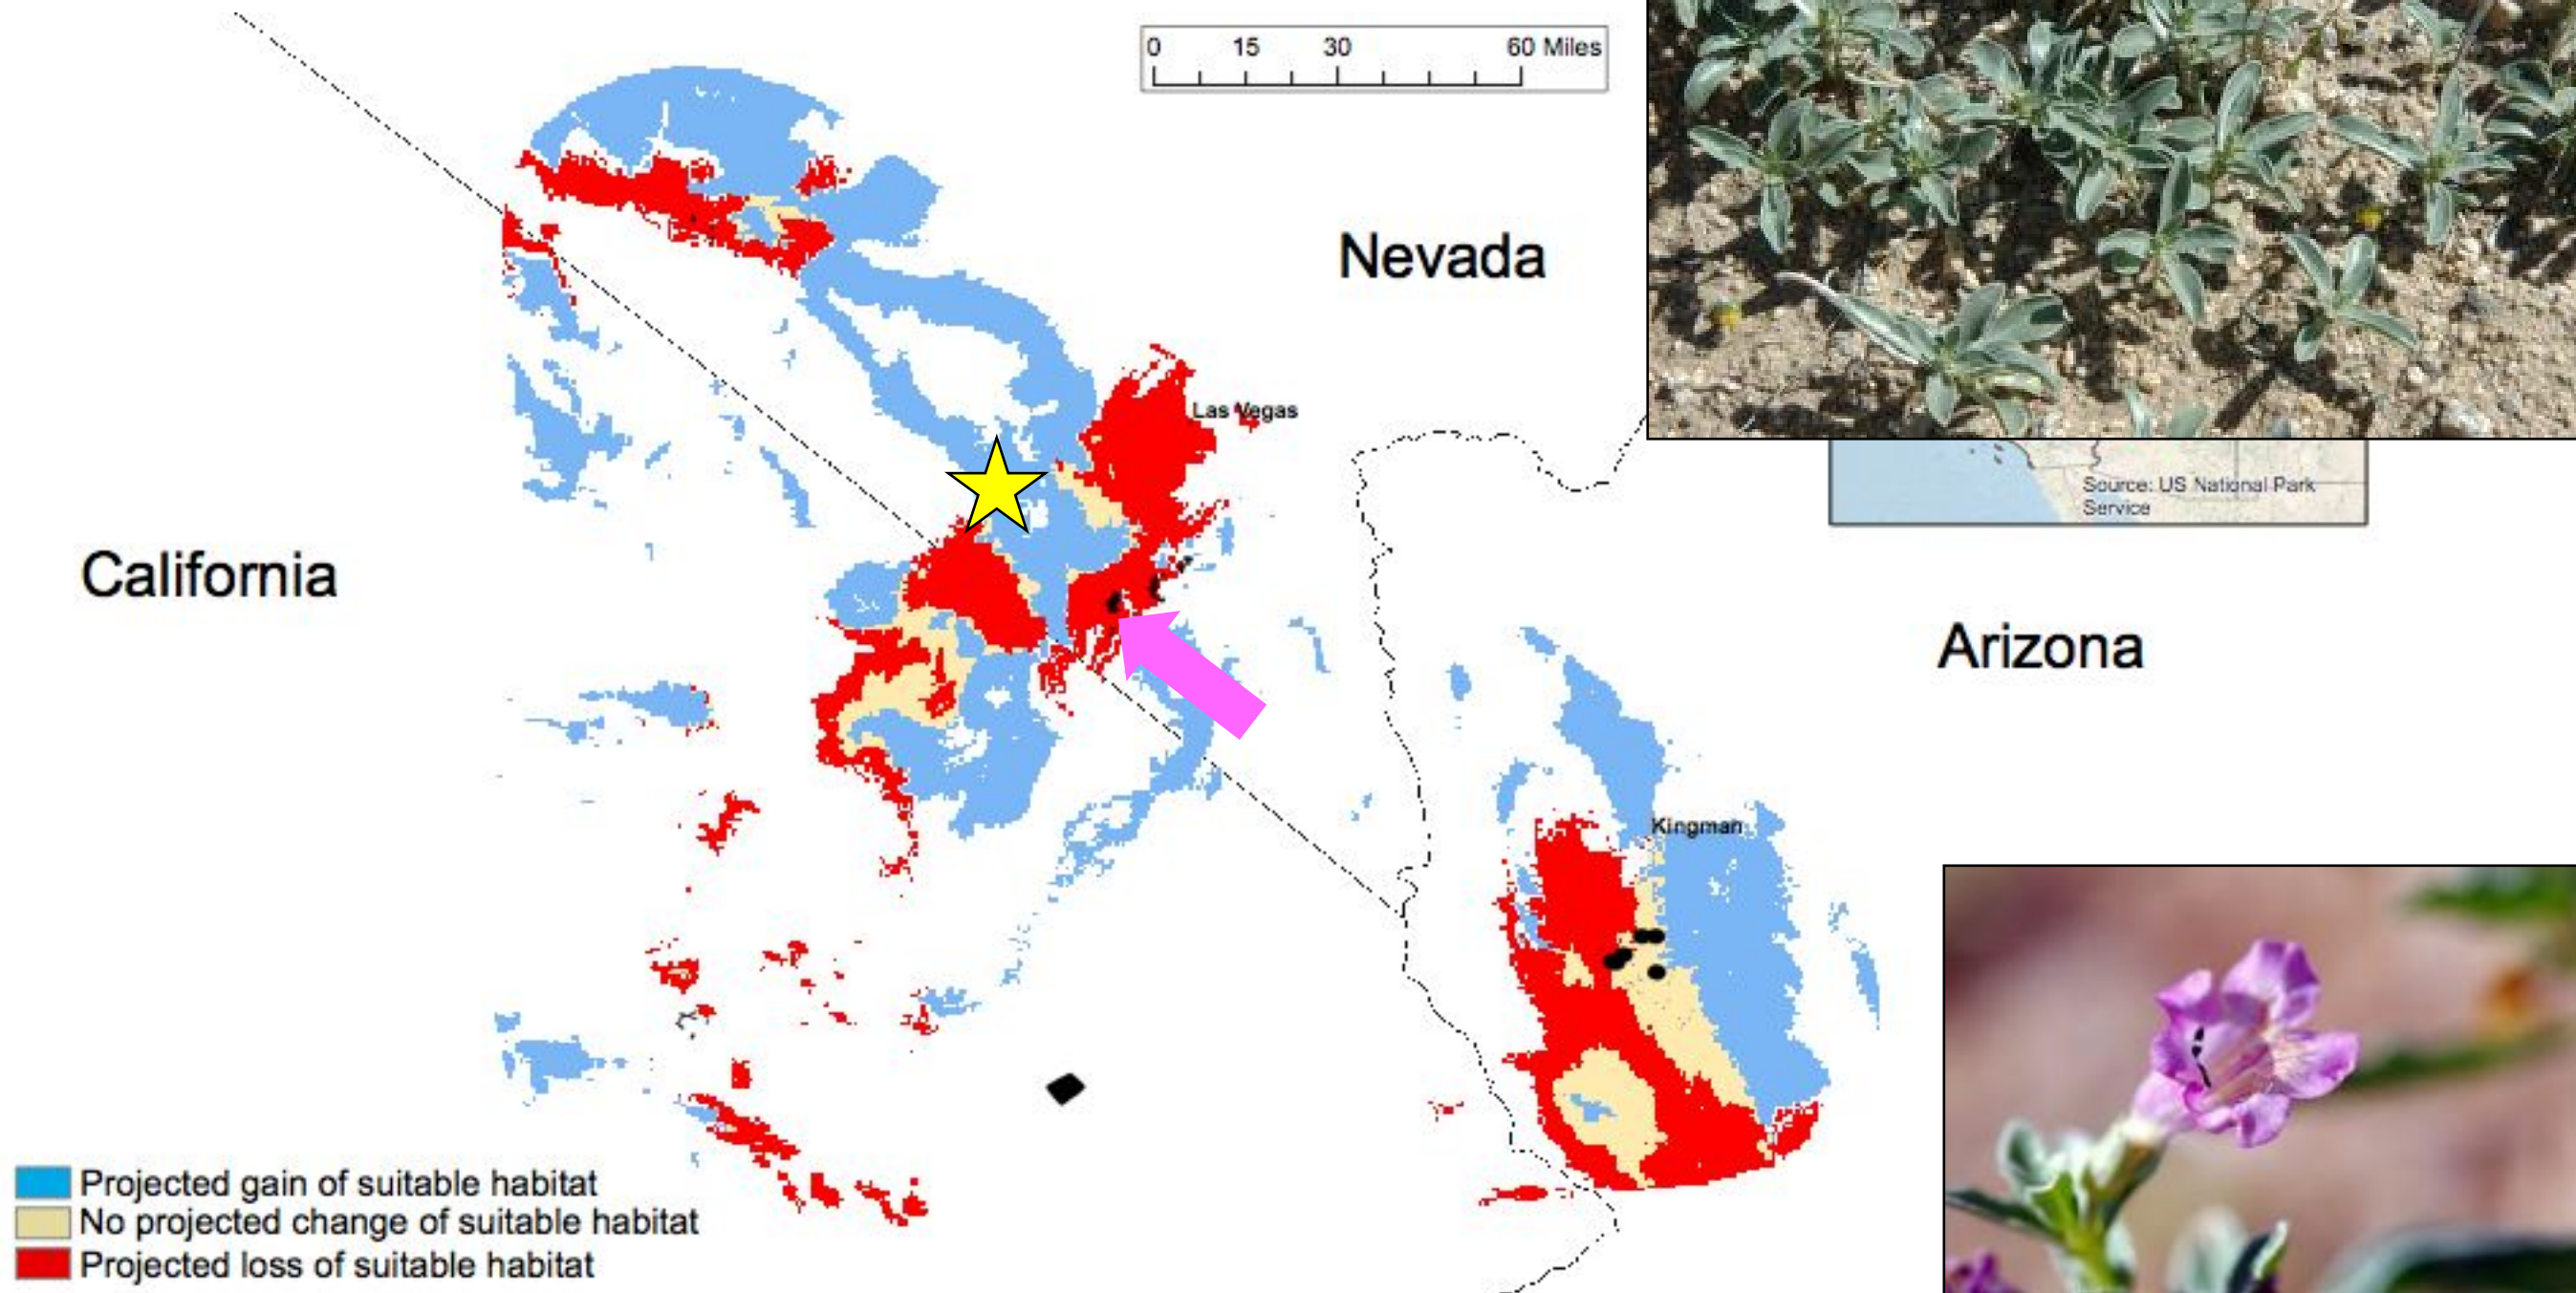 0 15 30 60 Miles
Nevada
Las Vegas
Source: US National Park
Service
California
Arizona
Kingman
Projected gain of suitable habitat
No projected change of suitable habitat
Projected loss of suitable habitat